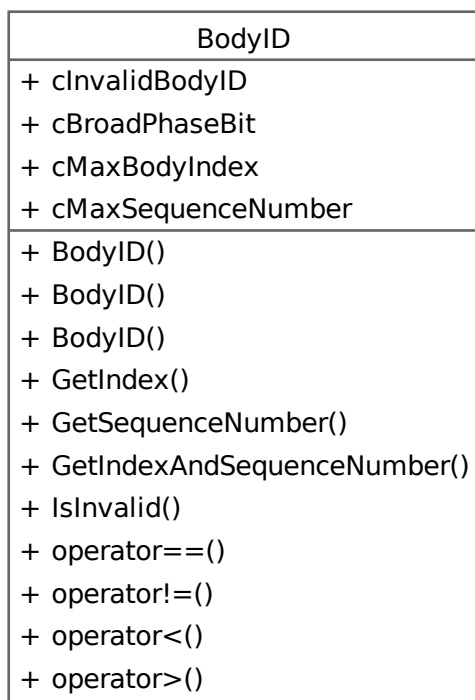 BodyID
+ cInvalidBodyID
+ cBroadPhaseBit
+ cMaxBodyIndex
+ cMaxSequenceNumber
+ BodyID()
+ BodyID()
+ BodyID()
+ GetIndex()
+ GetSequenceNumber()
+ GetIndexAndSequenceNumber()
+ IsInvalid()
+ operator==()
+ operator!=()
+ operator<()
+ operator>()